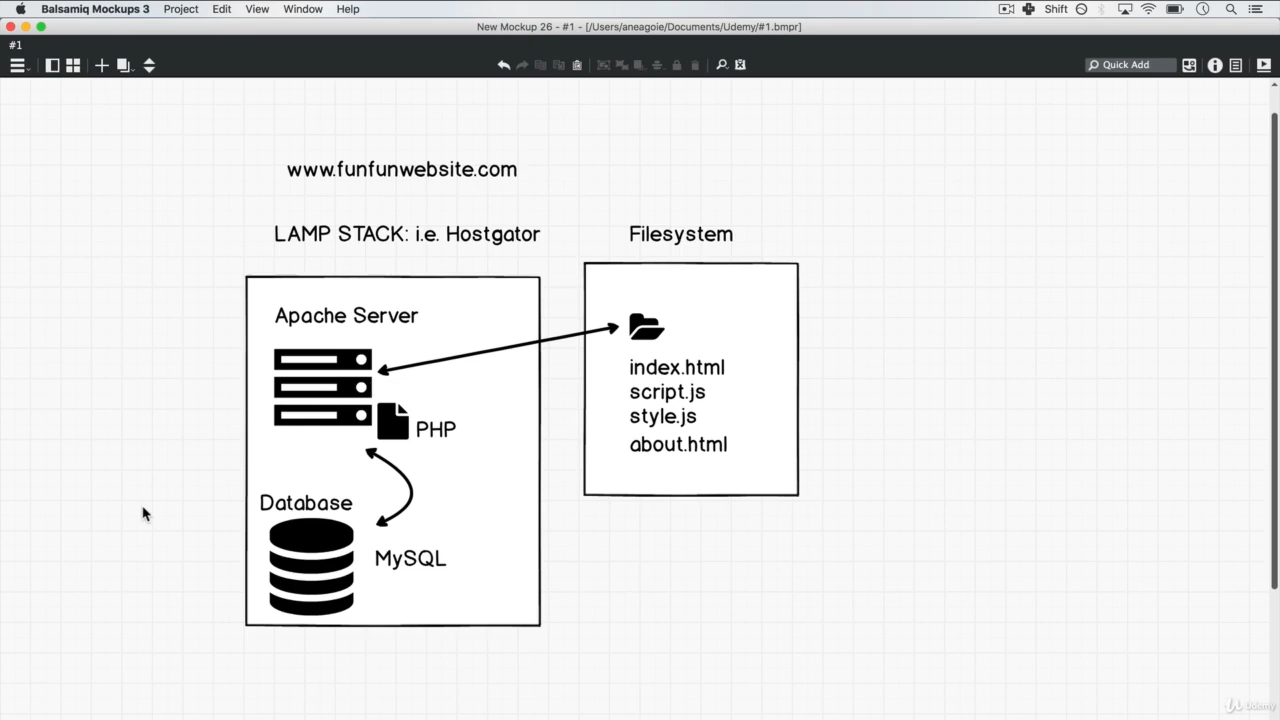 Balsamiq Mockups 3 Project Edit View Window Help Shift
New Mockup 26 - #1 - [/Users/aneagoie/Documents/Udemy/#1.bmpr]
#1
Quick Add
www.funfunwebsite.com
LAMP STACK: i.e. Hostgator
Filesystem
Apache Server
index.html
script.js
style.js
about.html
PHP
Database
MySQL
Udemy